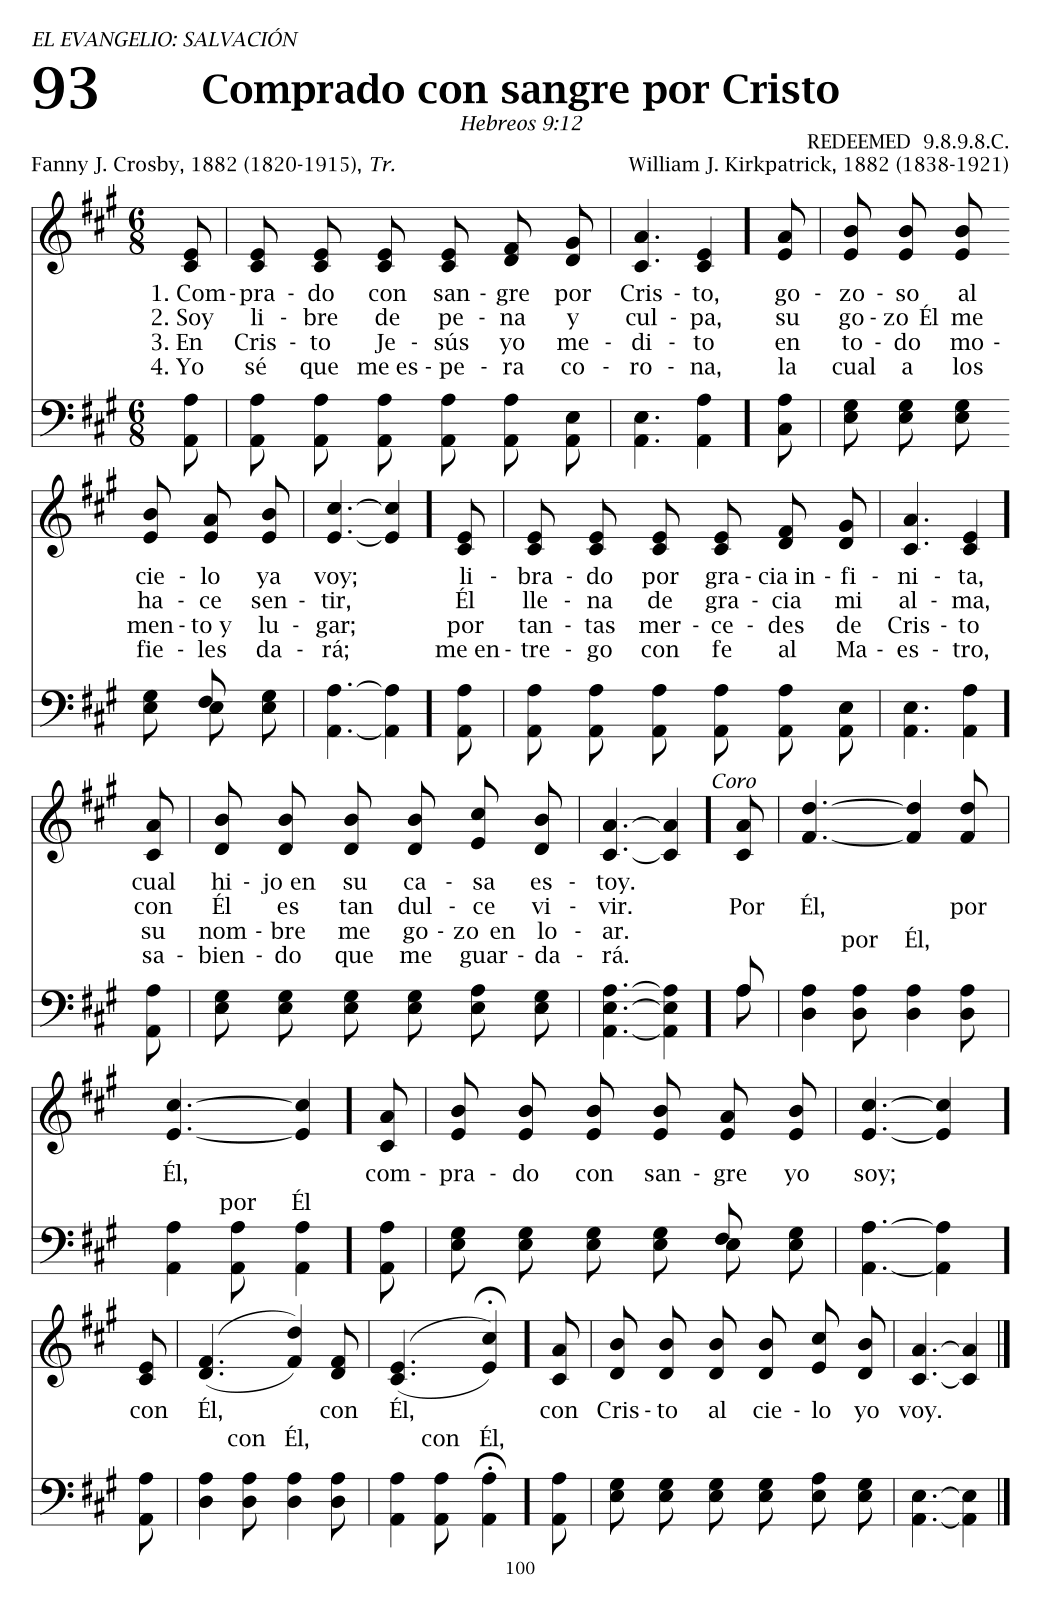 EL EVANGELIO: SALVACIÓN
93 Comprado con sangre por Cristo
Hebreos 9:12
REDEEMED 9.8.9.8.C.
Fanny J. Crosby, 1882 (1820-1915), Tr. William J. Kirkpatrick, 1882 (1838-1921)
6 8
1. Com - pra - do con san - gre por Cris - to, go - zo - so al
2. Soy li - bre de pe - na y cul - pa, su go - zo Él me
3. En Cris - to Je - sús yo me - di - to en to - do mo -
4. Yo sé que me es - pe - ra co - ro - na, la cual a los
6 8
cie - lo ya voy; li - bra - do por gra - cia in - fi - ni - ta,
ha - ce sen - tir, Él lle - na de gra - cia mi al - ma,
men - to y lu - gar; por tan - tas mer - ce - des de Cris - to
fie - les da - rá; me en - tre - go con fe al Ma - es - tro,
Coro
cual hi - jo en su ca - sa es - toy.
con Él es tan dul - ce vi - vir. Por Él, por
su nom - bre me go - zo en lo - ar.
por Él,
sa - bien - do que me guar - da - rá.
Él, com - pra - do con san - gre yo soy;
por Él
con Él, con Él, con Cris - to al cie - lo yo voy.
con Él, con Él,
100